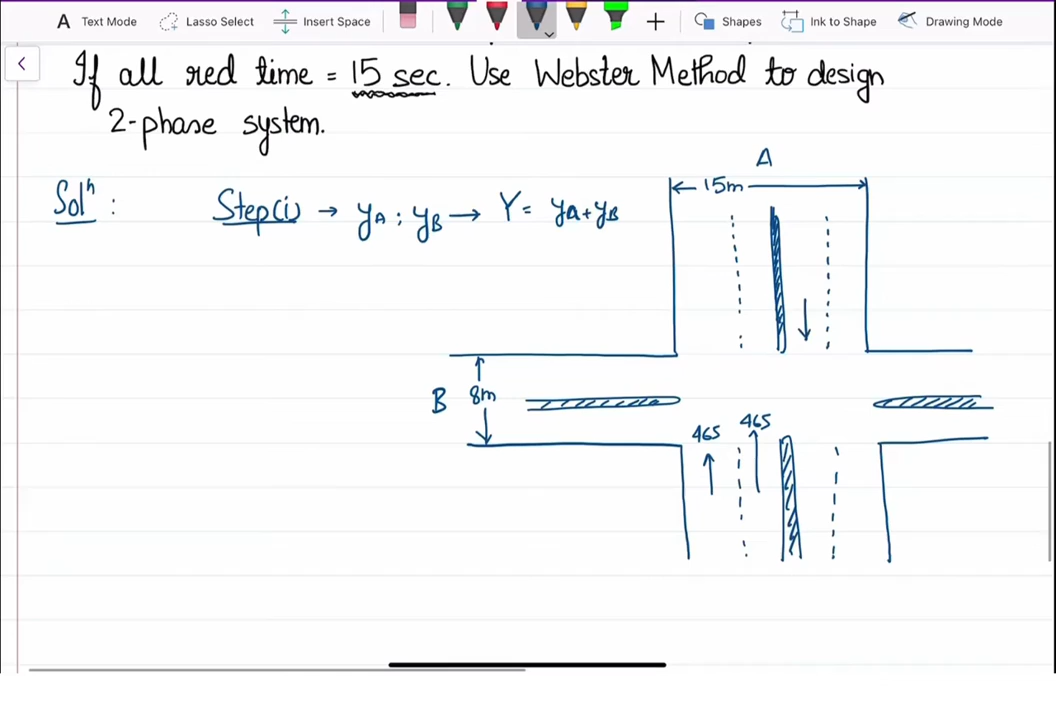 Text Mode Lasso Select Insert Space Shapes Ink to Shape Drawing Mode
If all red time = 15 sec. Use Webster Method to design
2-phase system.
Solⁿ : Step(i) → yA ; yB → Y = ya+yB
A
15m
B 8m
465 465